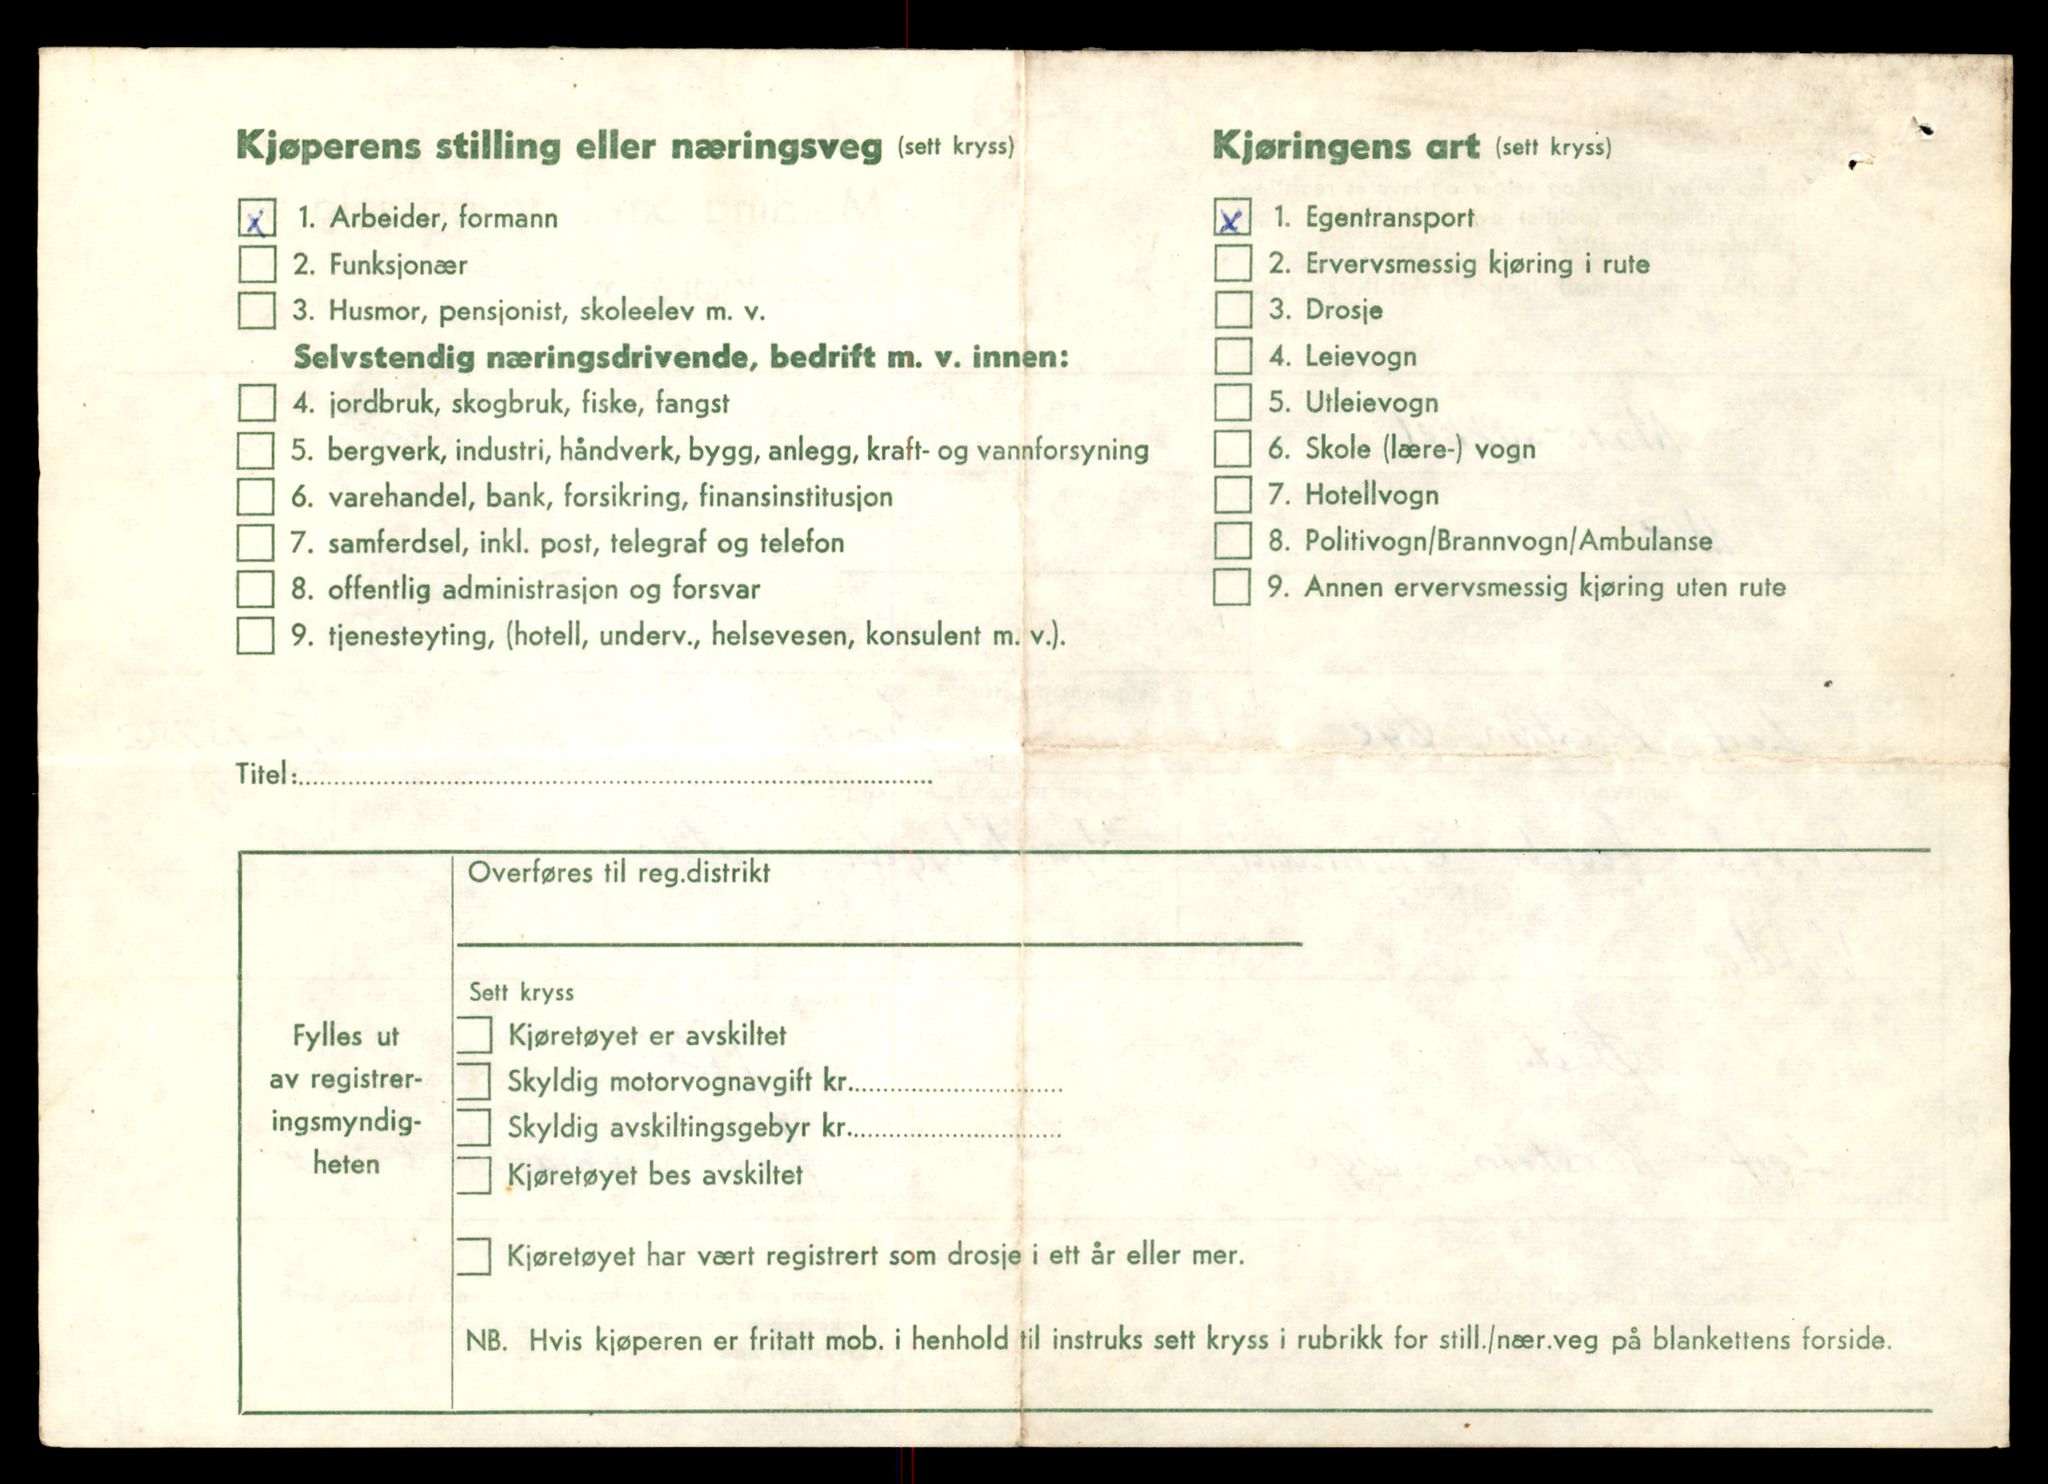 Kjøperens stilling eller næringsveg (sett kryss)
x 1. Arbeider, formann
2. Funksjonær
3. Husmor, pensjonist, skoleelev m. v.
Selvstendig næringsdrivende, bedrift m. v. innen:
4. jordbruk, skogbruk, fiske, fangst
5. bergverk, industri, håndverk, bygg, anlegg, kraft- og vannforsyning
6. varehandel, bank, forsikring, finansinstitusjon
7. samferdsel, inkl. post, telegraf og telefon
8. offentlig administrasjon og forsvar
9. tjenesteyting, (hotell, underv., helsevesen, konsulent m. v.).
Kjøringens art (sett kryss)
x 1. Egentransport
2. Ervervsmessig kjøring i rute
3. Drosje
4. Leievogn
5. Utleievogn
6. Skole (lære-) vogn
7. Hotellvogn
8. Politivogn/Brannvogn/Ambulanse
9. Annen ervervsmessig kjøring uten rute
Titel:
Fylles ut
av registrer-
ingsmyndig-
heten
Overføres til reg.distrikt
Sett kryss
Kjøretøyet er avskiltet
Skyldig motorvognavgift kr.
Skyldig avskiltingsgebyr kr.
Kjøretøyet bes avskiltet
Kjøretøyet har vært registrert som drosje i ett år eller mer.
NB. Hvis kjøperen er fritatt mob. i henhold til instruks sett kryss i rubrikk for still./nær.veg på blankettens forside.